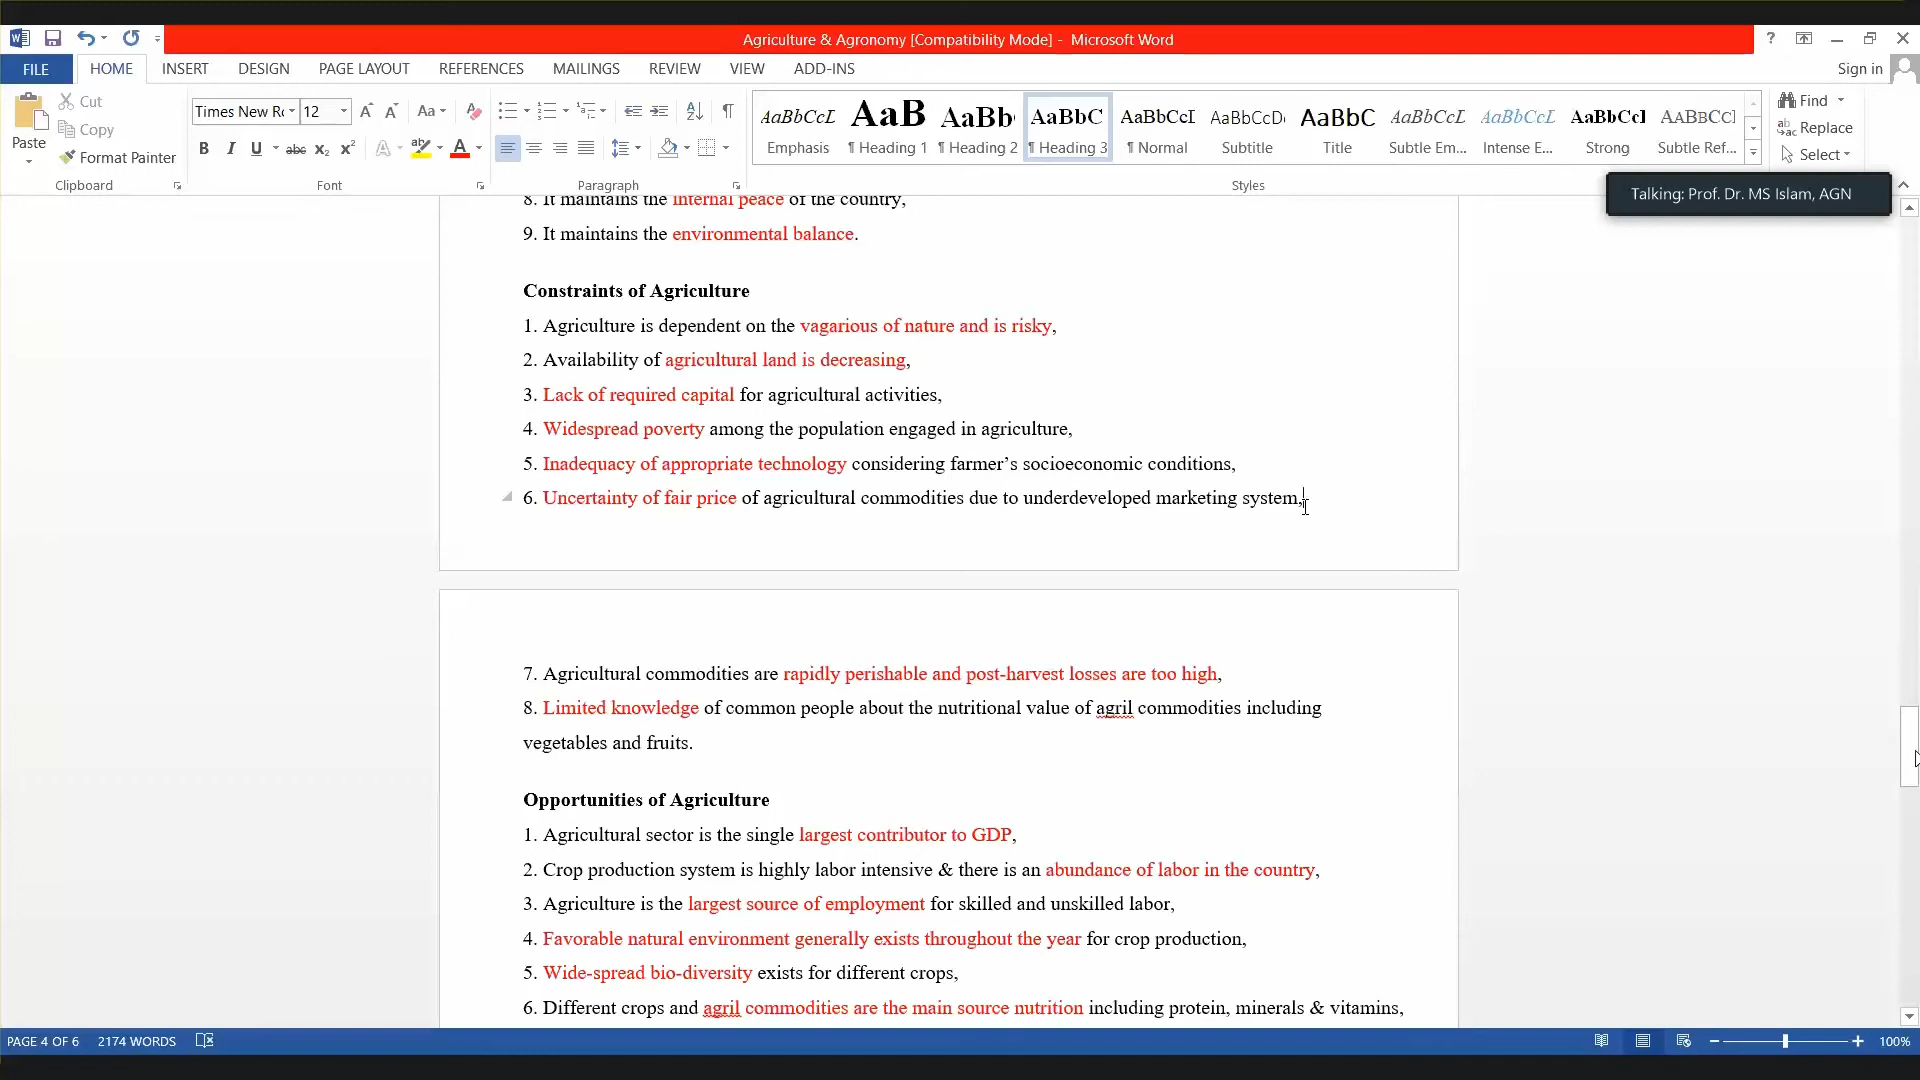 Agriculture & Agronomy [Compatibility Mode] - Microsoft Word
?
FILE HOME INSERT DESIGN PAGE LAYOUT REFERENCES MAILINGS REVIEW VIEW ADD-INS Sign in
Paste
Cut
Copy
Format Painter
Clipboard
Times New Ro 12
Aa
B I U abc x₂ x² A ab A
Font
Paragraph
AaBbCcL AaB AaBb AaBbC AaBbCcI AaBbCcD AaBbC AaBbCcL AaBbCcL AaBbCcI AaBbCcI
Emphasis ¶ Heading 1 ¶ Heading 2 ¶ Heading 3 ¶ Normal Subtitle Title Subtle Em... Intense E... Strong Subtle Ref...
Styles
Find
Replace
Select
Talking: Prof. Dr. MS Islam, AGN
8. It maintains the internal peace of the country,
9. It maintains the environmental balance.
Constraints of Agriculture
1. Agriculture is dependent on the vagarious of nature and is risky,
2. Availability of agricultural land is decreasing,
3. Lack of required capital for agricultural activities,
4. Widespread poverty among the population engaged in agriculture,
5. Inadequacy of appropriate technology considering farmer’s socioeconomic conditions,
6. Uncertainty of fair price of agricultural commodities due to underdeveloped marketing system,
7. Agricultural commodities are rapidly perishable and post-harvest losses are too high,
8. Limited knowledge of common people about the nutritional value of agril commodities including
vegetables and fruits.
Opportunities of Agriculture
1. Agricultural sector is the single largest contributor to GDP,
2. Crop production system is highly labor intensive & there is an abundance of labor in the country,
3. Agriculture is the largest source of employment for skilled and unskilled labor,
4. Favorable natural environment generally exists throughout the year for crop production,
5. Wide-spread bio-diversity exists for different crops,
6. Different crops and agril commodities are the main source nutrition including protein, minerals & vitamins,
PAGE 4 OF 6 2174 WORDS 100%